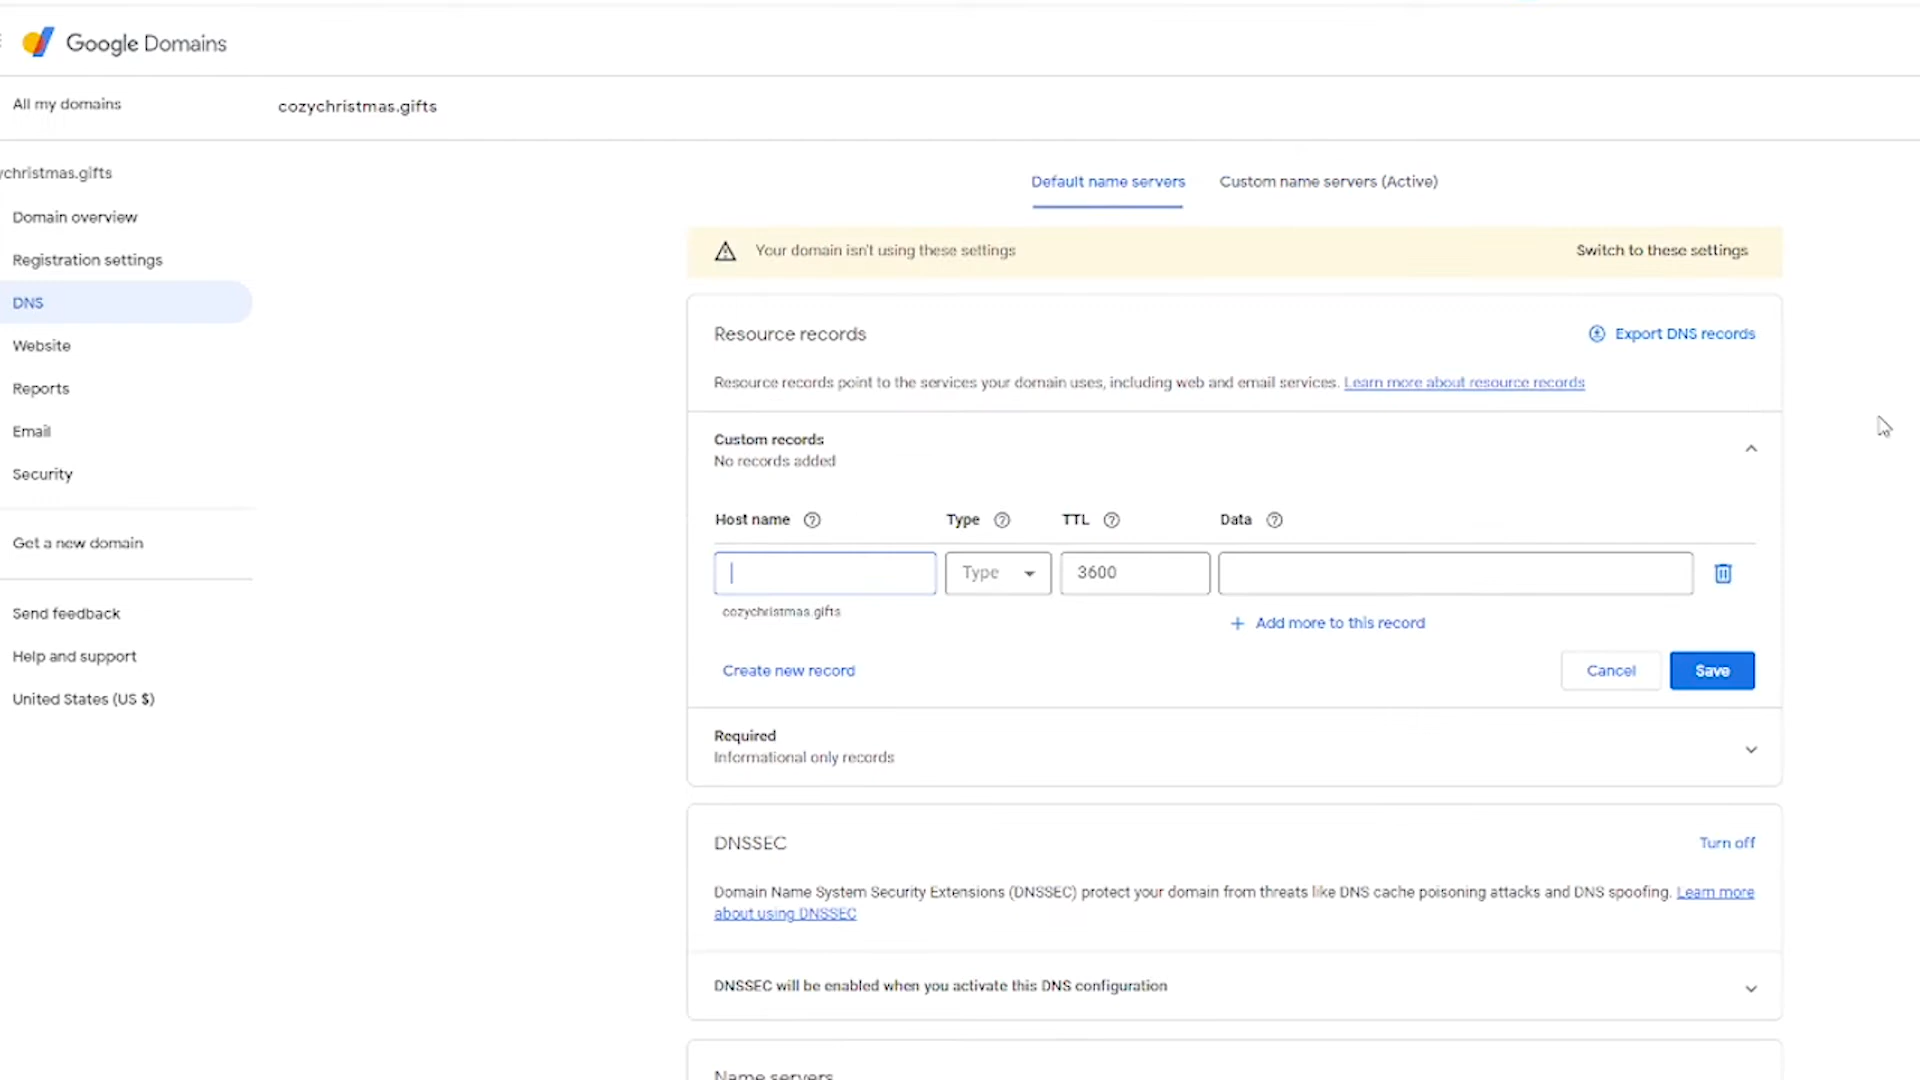 Google Domains
All my domains
cozychristmas.gifts
ychristmas.gifts
Domain overview
Registration settings
DNS
Website
Reports
Email
Security
Get a new domain
Send feedback
Help and support
United States (US $)
Default name servers
Custom name servers (Active)
Your domain isn't using these settings
Switch to these settings
Resource records
Export DNS records
Resource records point to the services your domain uses, including web and email services. Learn more about resource records
Custom records
No records added
Host name
Type
TTL
Data
Type
3600
cozychristmas.gifts
Add more to this record
Create new record
Cancel
Save
Required
Informational only records
DNSSEC
Turn off
Domain Name System Security Extensions (DNSSEC) protect your domain from threats like DNS cache poisoning attacks and DNS spoofing. Learn more
about using DNSSEC
DNSSEC will be enabled when you activate this DNS configuration
Name servers